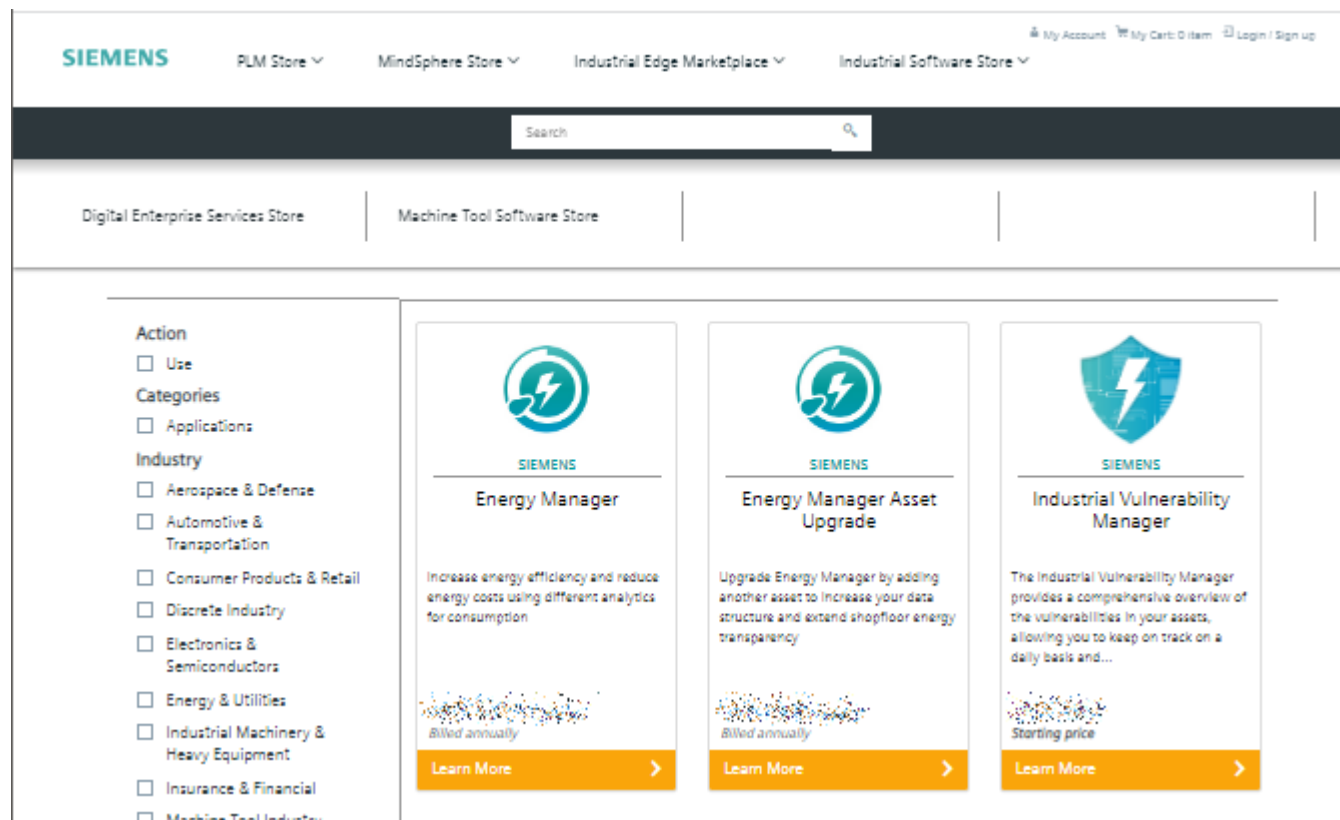 My Account My Cart: 0 item Login / Sign up
SIEMENS PLM Store MindSphere Store Industrial Edge Marketplace Industrial Software Store
Search
Digital Enterprise Services Store Machine Tool Software Store
Action
Use
Categories
Applications
Industry
Aerospace & Defense
Automotive &
Transportation
Consumer Products & Retail
Discrete Industry
Electronics &
Semiconductors
Energy & Utilities
Industrial Machinery &
Heavy Equipment
Insurance & Financial
Machine Tool Industry
SIEMENS
Energy Manager
Increase energy efficiency and reduce
energy costs using different analytics
for consumption
Billed annually
Learn More
SIEMENS
Energy Manager Asset
Upgrade
Upgrade Energy Manager by adding
another asset to increase your data
structure and extend shopfloor energy
transparency
Billed annually
Learn More
SIEMENS
Industrial Vulnerability
Manager
The Industrial Vulnerability Manager
provides a comprehensive overview of
the vulnerabilities in your assets,
allowing you to keep on track on a
daily basis and...
Starting price
Learn More